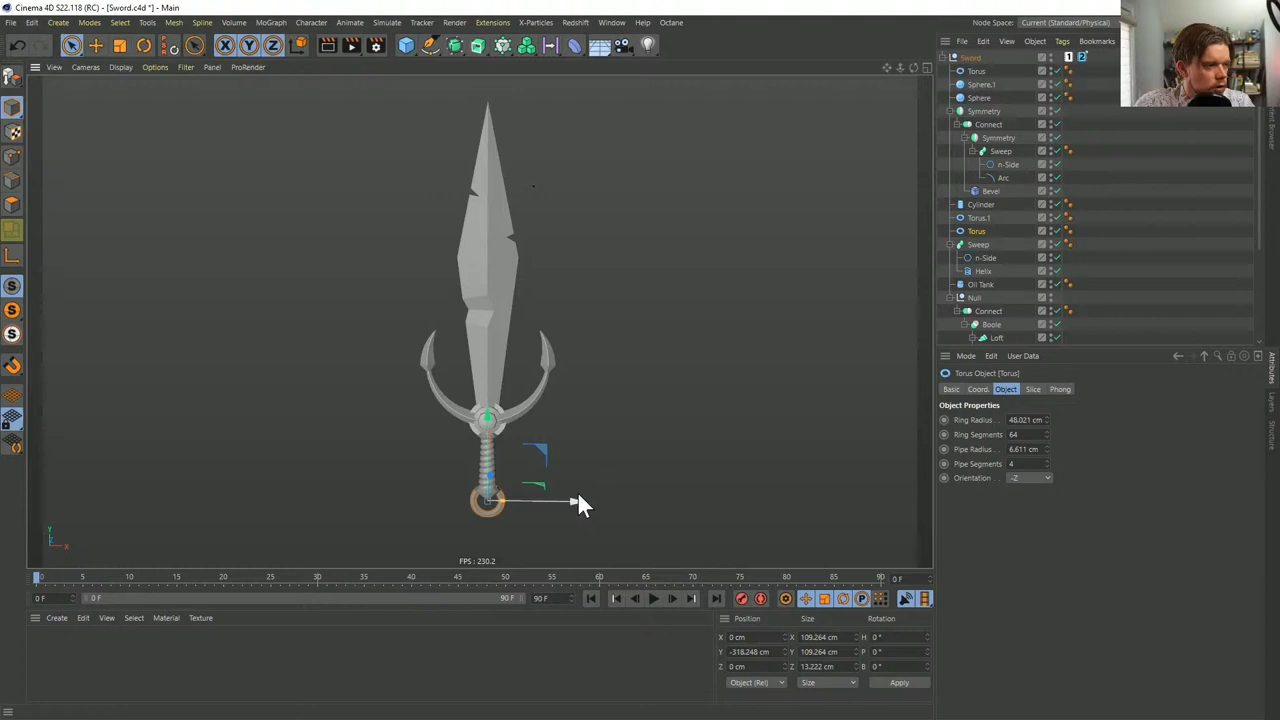 Cinema 4D S22.118 (RC) - [Sword.c4d *] - Main
File Edit Create Modes Select Tools Mesh Spline Volume MoGraph Character Animate Simulate Tracker Render Extensions X-Particles Redshift Window Help Octane
Node Space: Current (Standard/Physical)
File Edit View Object Tags Bookmarks
View Cameras Display Options Filter Panel ProRender
Sword
1 2
Torus
Sphere.1
Sphere
Symmetry
Connect
Symmetry
Sweep
n-Side
Arc
Bevel
Cylinder
Torus.1
Torus
Sweep
n-Side
Helix
Oil Tank
Null
Connect
Boole
Loft
Content Browser
Mode Edit User Data
Torus Object [Torus]
Basic Coord. Object Slice Phong
Object Properties
Ring Radius . . 48.021 cm
Ring Segments 64
Pipe Radius . . 6.611 cm
Pipe Segments 4
Orientation . . -Z
Attributes
Layers
Structure
X Y Z
S
S
S
Y
Z
X
FPS : 230.2
0 5 10 15 20 25 30 35 40 45 50 55 60 65 70 75 80 85 90 0 F
0 F 0 F 90 F 90 F
P
Create Edit View Select Material Texture
Position Size Rotation
X 0 cm X 109.264 cm H 0 °
Y -318.248 cm Y 109.264 cm P 0 °
Z 0 cm Z 13.222 cm B 0 °
Object (Rel) Size Apply